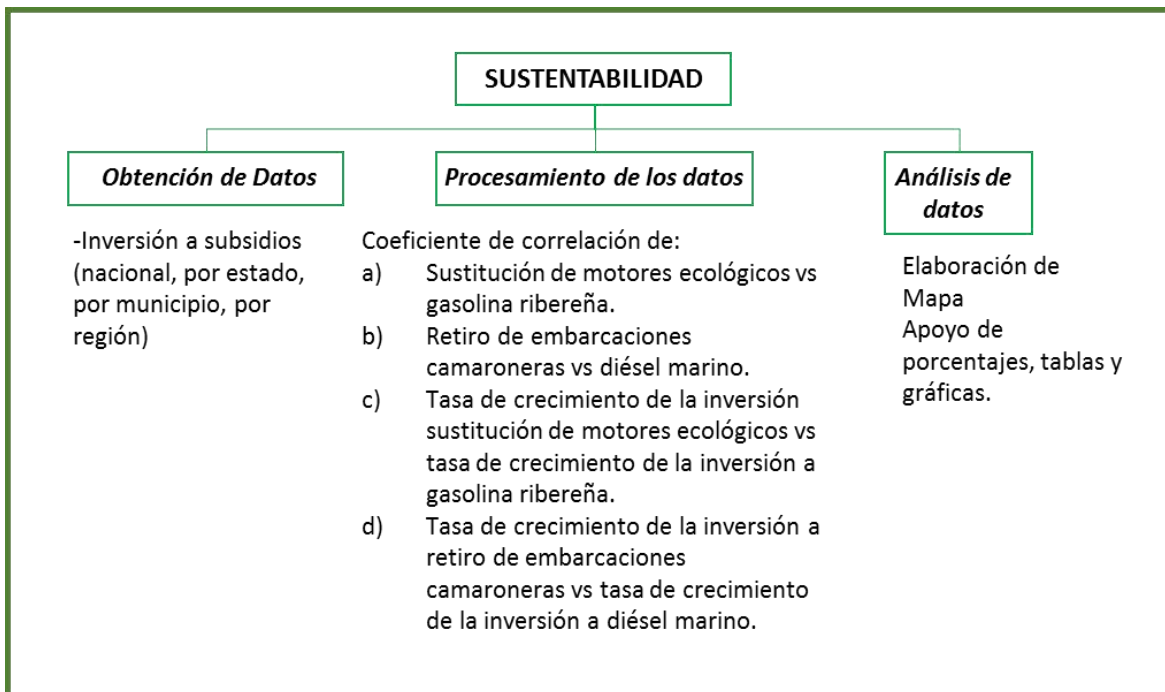 SUSTENTABILIDAD
Obtención de Datos
-Inversión a subsidios
(nacional, por estado,
por municipio, por
región)
Procesamiento de los datos
Coeficiente de correlación de:
a) Sustitución de motores ecológicos vs
gasolina ribereña.
b) Retiro de embarcaciones
camaroneras vs diésel marino.
c) Tasa de crecimiento de la inversión
sustitución de motores ecológicos vs
tasa de crecimiento de la inversión a
gasolina ribereña.
d) Tasa de crecimiento de la inversión a
retiro de embarcaciones
camaroneras vs tasa de crecimiento
de la inversión a diésel marino.
Análisis de
datos
Elaboración de
Mapa
Apoyo de
porcentajes, tablas y
gráficas.